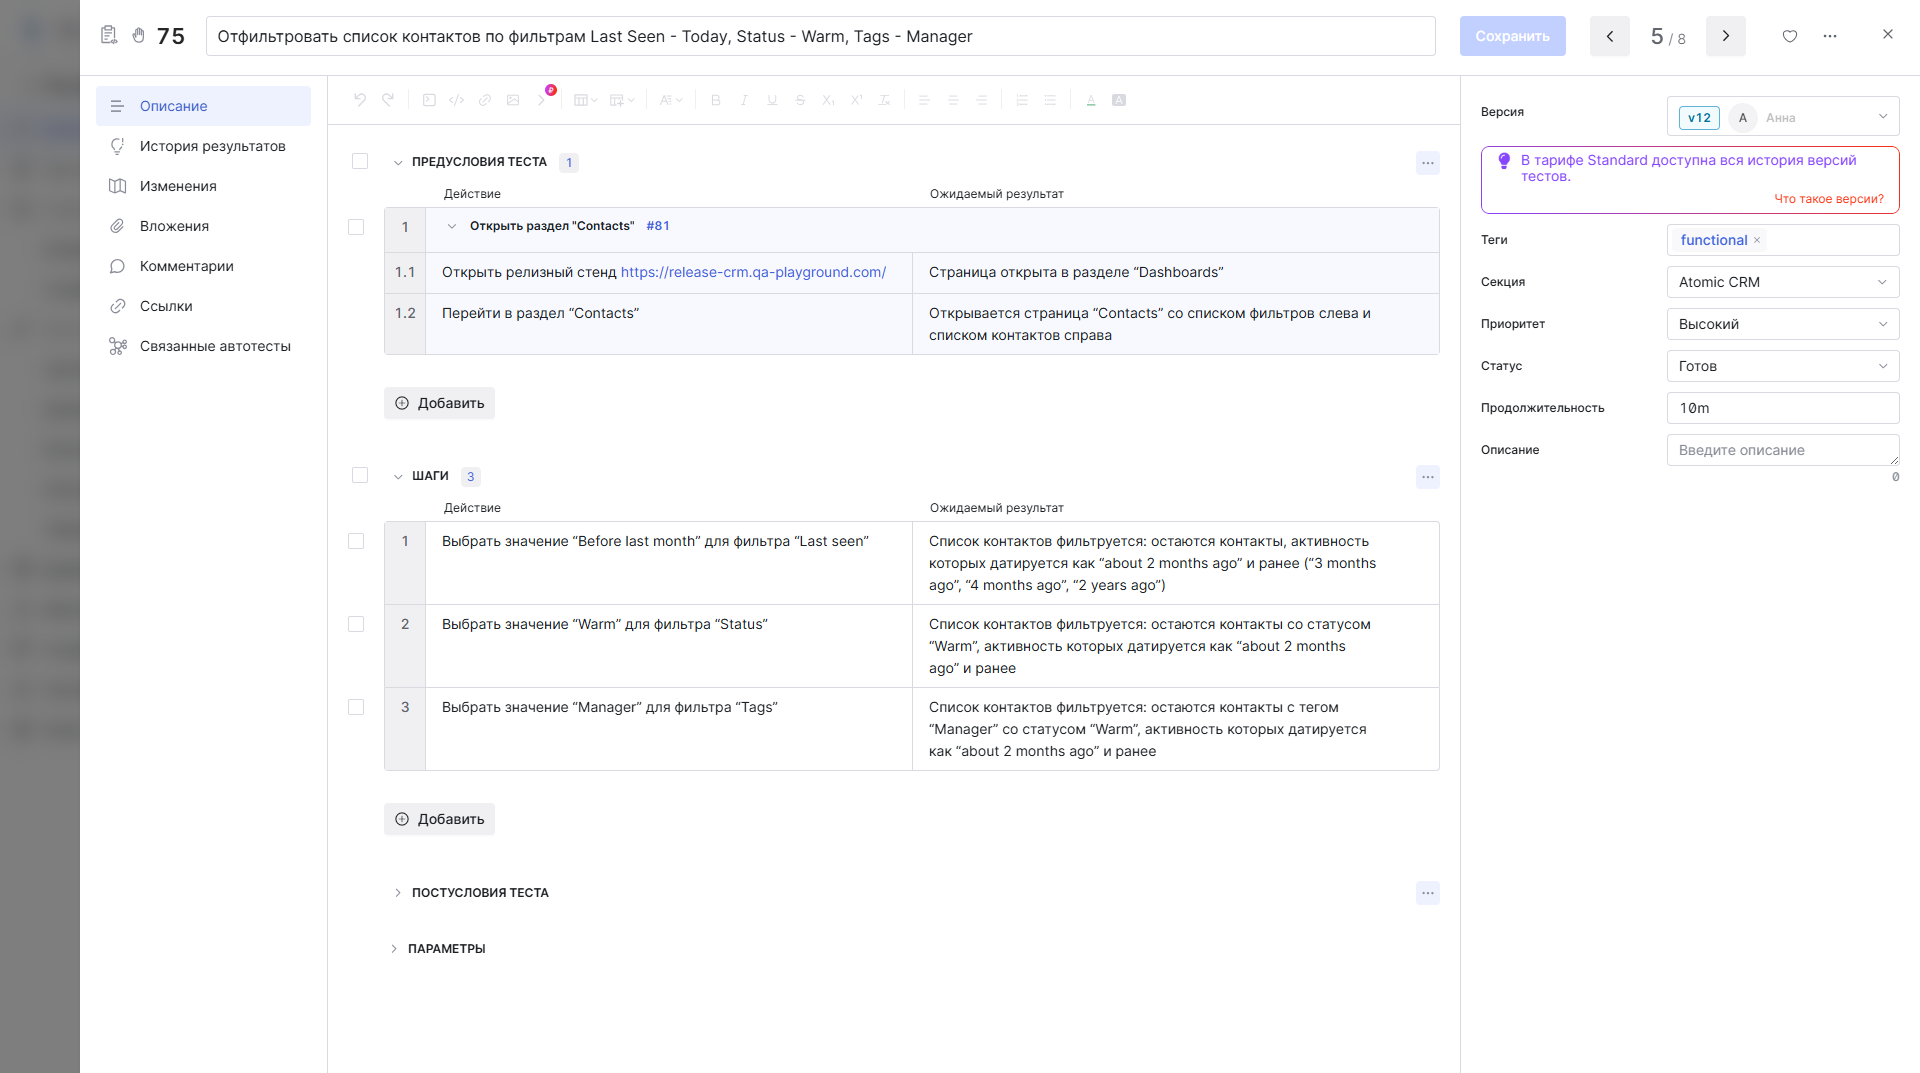 75
Отфильтровать список контактов по фильтрам Last Seen - Today, Status - Warm, Tags - Manager
Сохранить
5 / 8
Описание
История результатов
Изменения
Вложения
Комментарии
Ссылки
Связанные автотесты
ПРЕДУСЛОВИЯ ТЕСТА 1
Действие
Ожидаемый результат
1 Открыть раздел "Contacts" #81
1.1 Открыть релизный стенд https://release-crm.qa-playground.com/
Страница открыта в разделе “Dashboards”
1.2 Перейти в раздел “Contacts”
Открывается страница “Contacts” со списком фильтров слева и
списком контактов справа
Добавить
ШАГИ 3
Действие
Ожидаемый результат
1 Выбрать значение “Before last month” для фильтра “Last seen”
Список контактов фильтруется: остаются контакты, активность
которых датируется как “about 2 months ago” и ранее (“3 months
ago”, “4 months ago”, “2 years ago”)
2 Выбрать значение “Warm” для фильтра “Status”
Список контактов фильтруется: остаются контакты со статусом
“Warm”, активность которых датируется как “about 2 months
ago” и ранее
3 Выбрать значение “Manager” для фильтра “Tags”
Список контактов фильтруется: остаются контакты с тегом
“Manager” со статусом “Warm”, активность которых датируется
как “about 2 months ago” и ранее
Добавить
ПОСТУСЛОВИЯ ТЕСТА
ПАРАМЕТРЫ
Версия
v12 А Анна
В тарифе Standard доступна вся история версий
тестов.
Что такое версии?
Теги
functional
Секция
Atomic CRM
Приоритет
Высокий
Статус
Готов
Продолжительность
10m
Описание
Введите описание
0